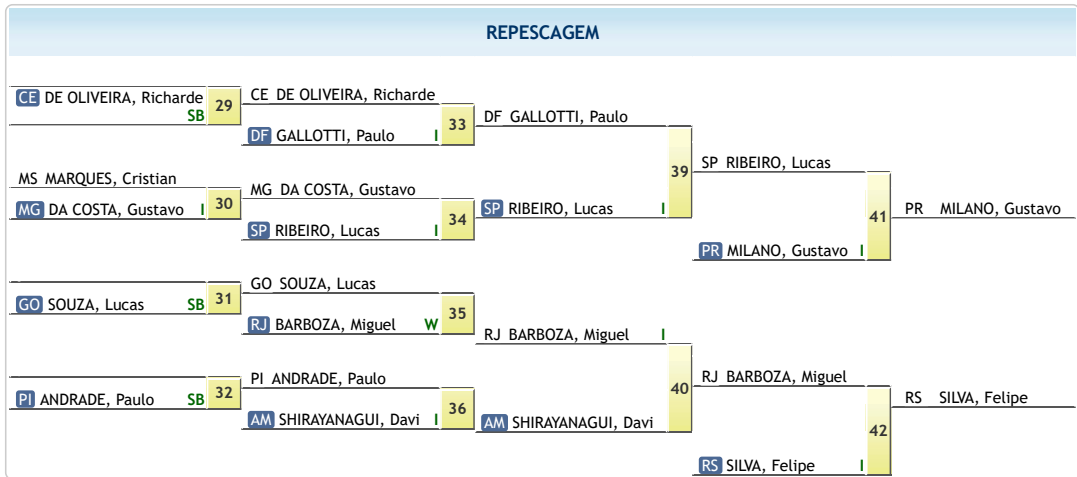 REPESCAGEM
CE DE OLIVEIRA, Richarde
SB
29
CE DE OLIVEIRA, Richarde
DF GALLOTTI, Paulo I
33
DF GALLOTTI, Paulo
MS MARQUES, Cristian
MG DA COSTA, Gustavo I
30
MG DA COSTA, Gustavo
SP RIBEIRO, Lucas I
34
SP RIBEIRO, Lucas I
39
SP RIBEIRO, Lucas
PR MILANO, Gustavo I
41
PR MILANO, Gustavo
GO SOUZA, Lucas SB
31
GO SOUZA, Lucas
RJ BARBOZA, Miguel W
35
RJ BARBOZA, Miguel I
PI ANDRADE, Paulo SB
32
PI ANDRADE, Paulo
AM SHIRAYANAGUI, Davi I
36
AM SHIRAYANAGUI, Davi
40
RJ BARBOZA, Miguel
RS SILVA, Felipe I
42
RS SILVA, Felipe